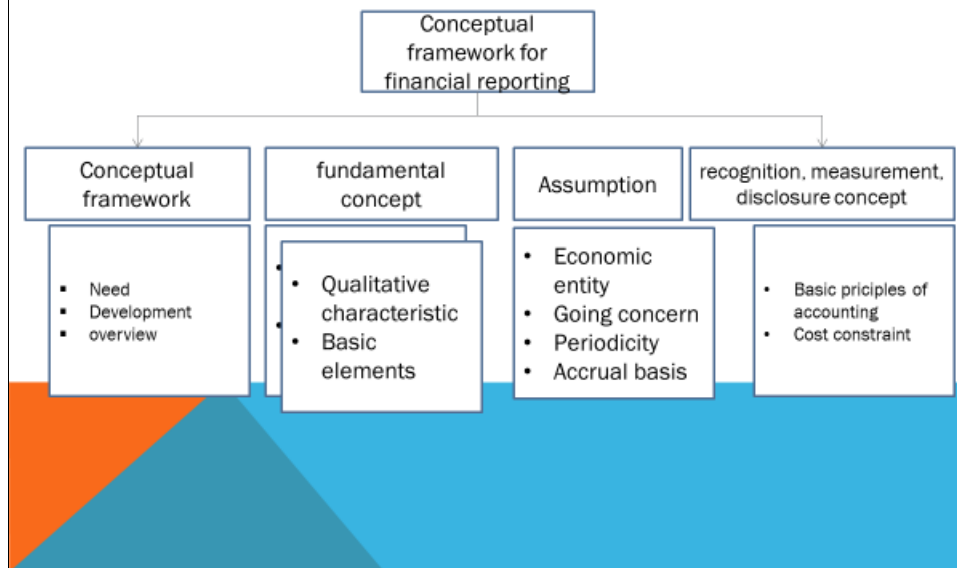 Conceptual
framework for
financial reporting
Conceptual
framework
fundamental
concept
Assumption
recognition, measurement,
disclosure concept
▪ Need
▪ Development
▪ overview
• Qualitative
characteristic
• Basic
elements
• Economic
entity
• Going concern
• Periodicity
• Accrual basis
• Basic priciples of
accounting
• Cost constraint